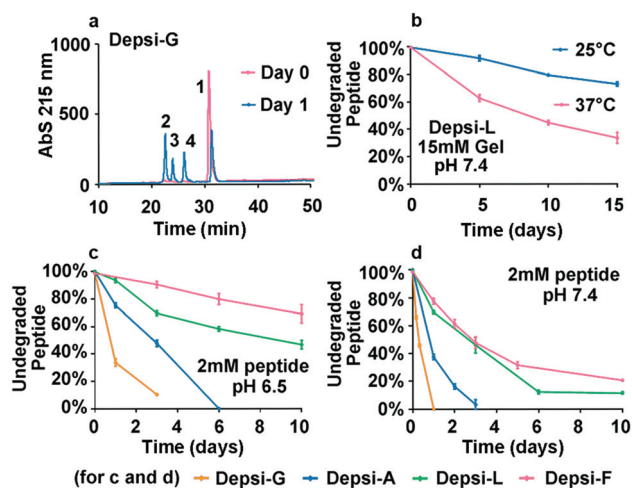 a
Depsi-G
AbS 215 nm
1000
500
0
10
20
30
40
50
Time (min)
1
2
3
4
Day 0
Day 1
b
Undegraded
Peptide
100%
80%
60%
40%
20%
0%
0
5
10
15
Time (days)
25°C
37°C
Depsi-L
15mM Gel
pH 7.4
c
Undegraded
Peptide
100%
80%
60%
40%
20%
0%
0
2
4
6
8
10
Time (days)
2mM peptide
pH 6.5
d
Undegraded
Peptide
100%
80%
60%
40%
20%
0%
0
2
4
6
8
10
Time (days)
2mM peptide
pH 7.4
(for c and d) Depsi-G Depsi-A Depsi-L Depsi-F